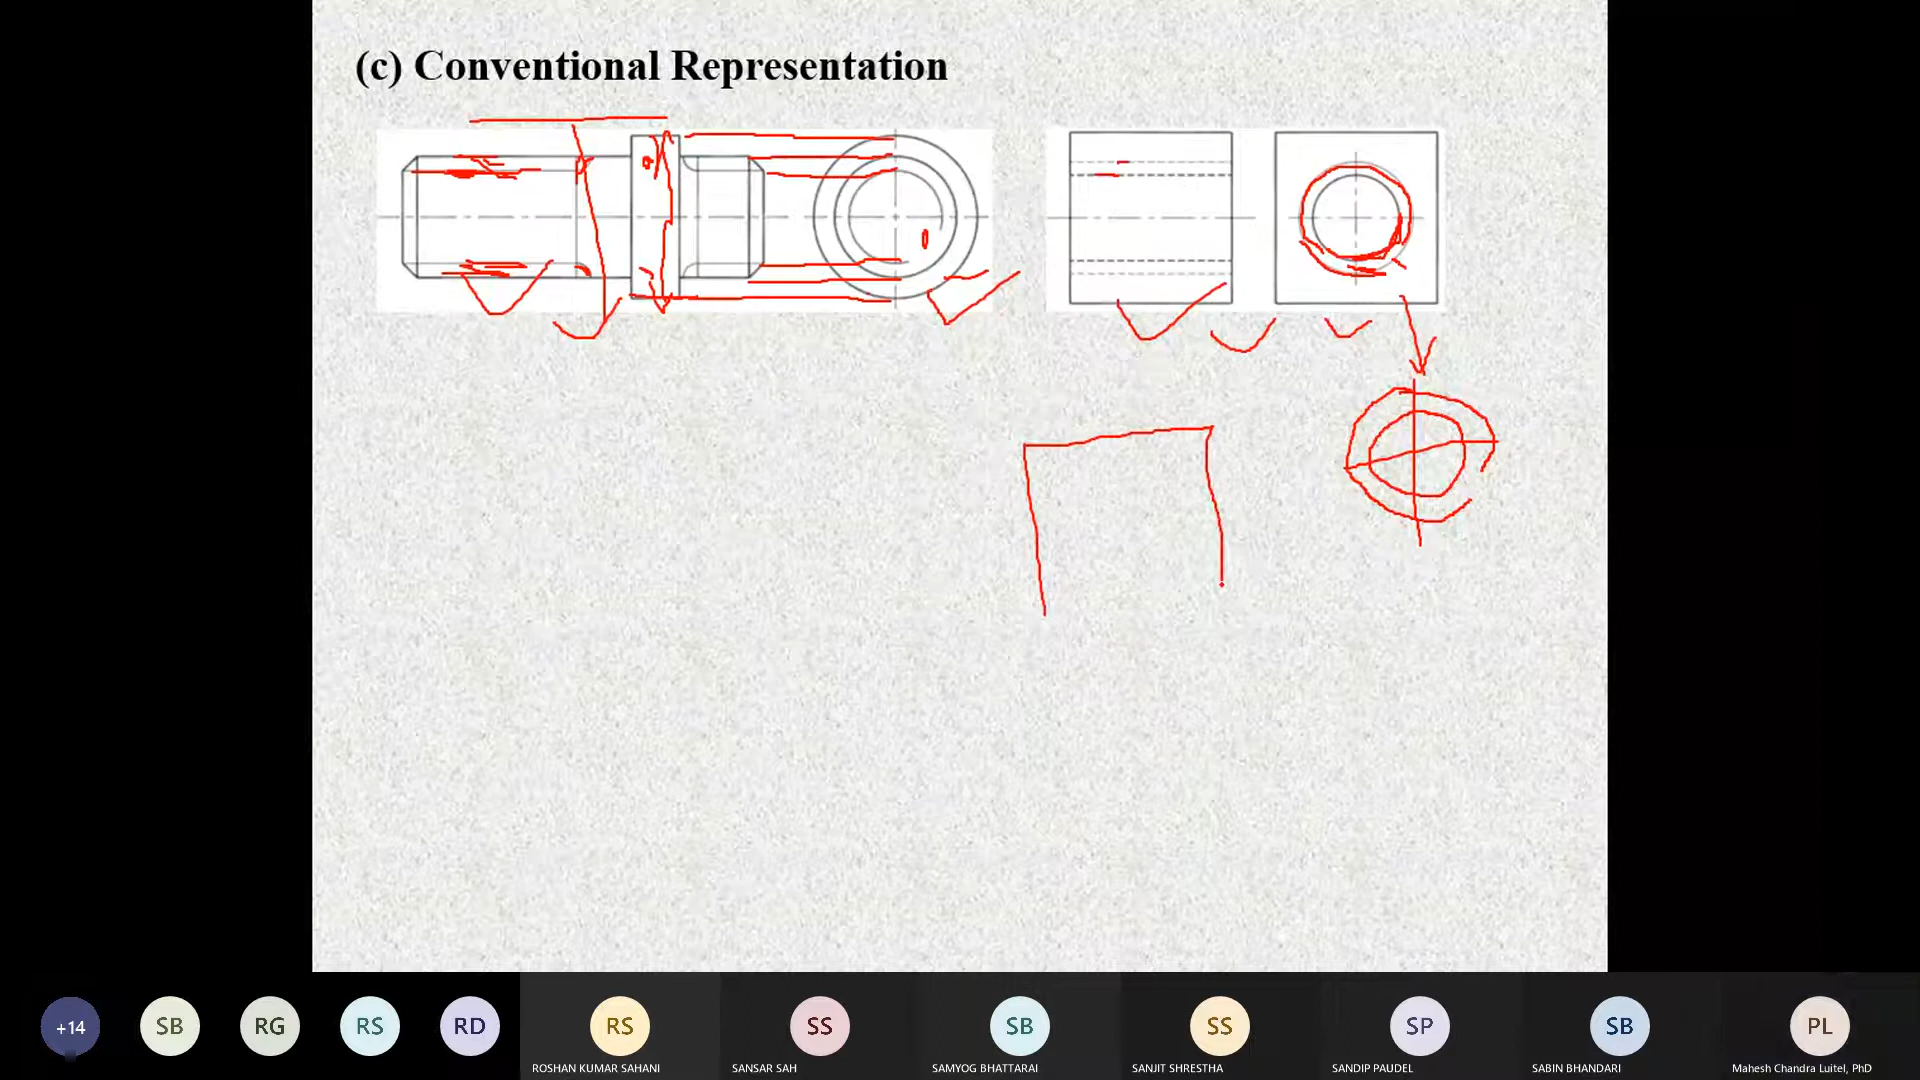 (c) Conventional Representation
+14
SB
RG
RS
RD
RS
SS
SB
SS
SP
SB
PL
ROSHAN KUMAR SAHANI
SANSAR SAH
SAMYOG BHATTARAI
SANJIT SHRESTHA
SANDIP PAUDEL
SABIN BHANDARI
Mahesh Chandra Luitel, PhD